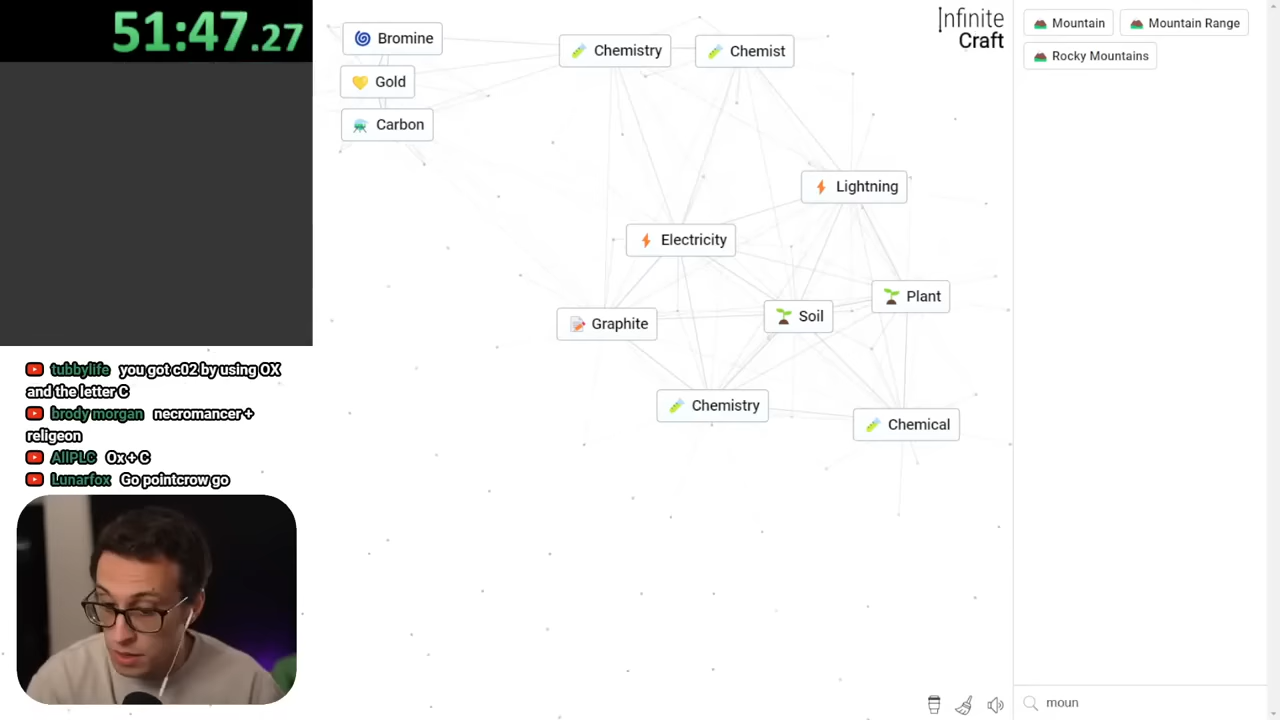 51:47.27
tubbylife you got c02 by using OX
and the letter C
brody morgan necromancer +
religeon
AllPLC Ox + C
Lunarfox Go pointcrow go
Bromine
Gold
Carbon
Chemistry
Chemist
Lightning
Electricity
Plant
Soil
Graphite
Chemistry
Chemical
Infinite
Craft
Mountain
Mountain Range
Rocky Mountains
moun